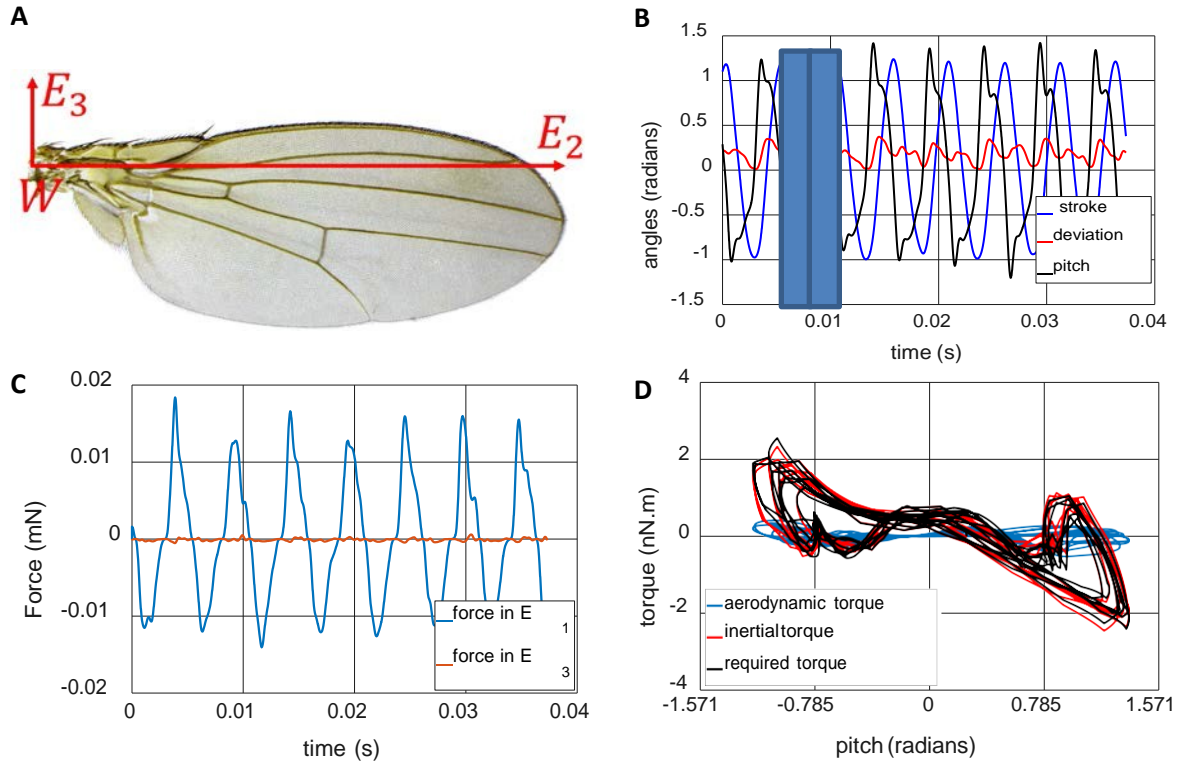 A
E₃
E₂
W
B
1.5
1
0.5
0
-0.5
-1
-1.5
angles (radians)
stroke
deviation
pitch
0
0.01
0.02
0.03
0.04
time (s)
C
0.02
0.01
0
-0.01
-0.02
Force (mN)
force in E
1
force in E
3
0
0.01
0.02
0.03
0.04
time (s)
D
4
2
0
-2
-4
torque (nN.m)
aerodynamic torque
inertial torque
required torque
-1.571
-0.785
0
0.785
1.571
pitch (radians)